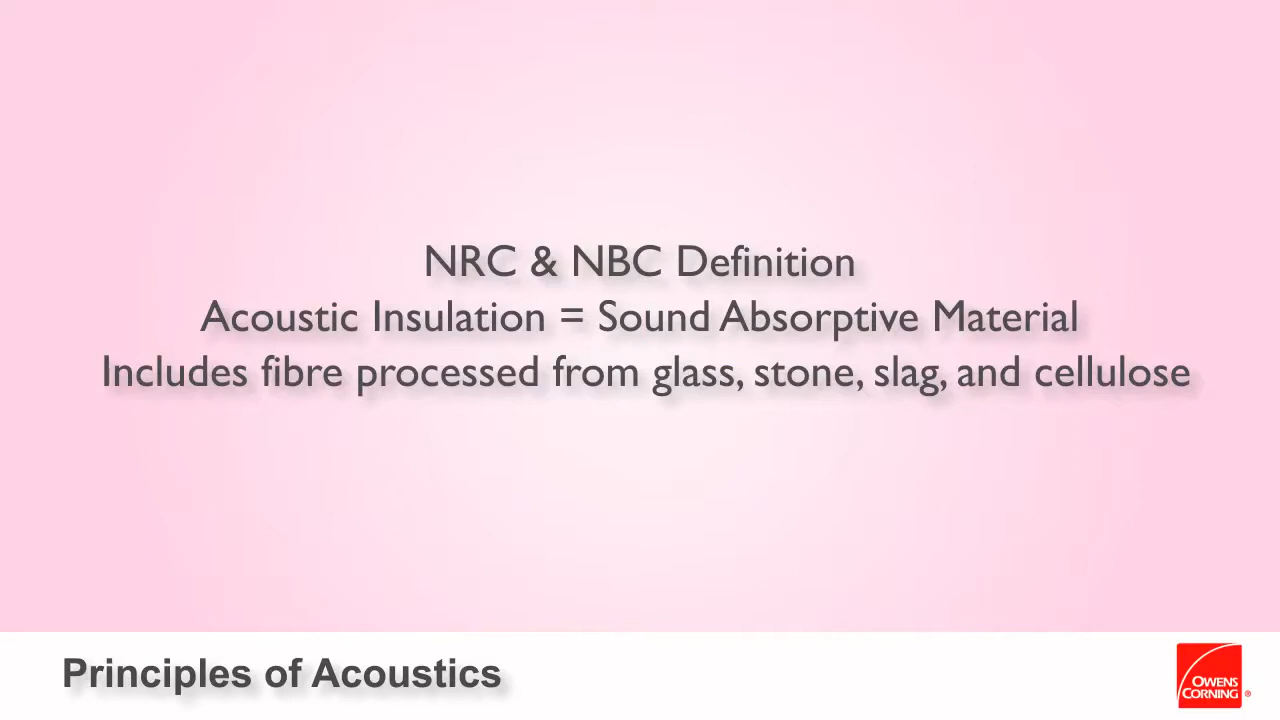 NRC & NBC Definition
Acoustic Insulation = Sound Absorptive Material
Includes fibre processed from glass, stone, slag, and cellulose
Principles of Acoustics
OWENS
CORNING ®